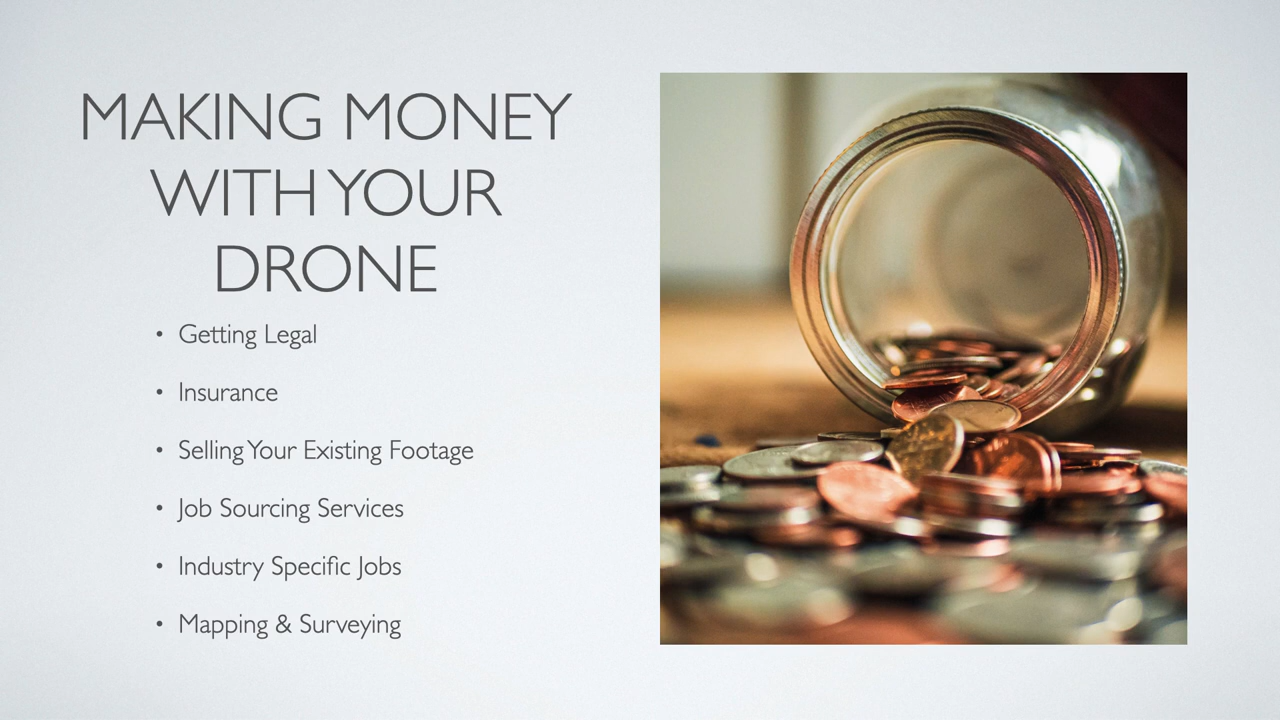 MAKING MONEY
WITH YOUR
DRONE
• Getting Legal
• Insurance
• Selling Your Existing Footage
• Job Sourcing Services
• Industry Specific Jobs
• Mapping & Surveying